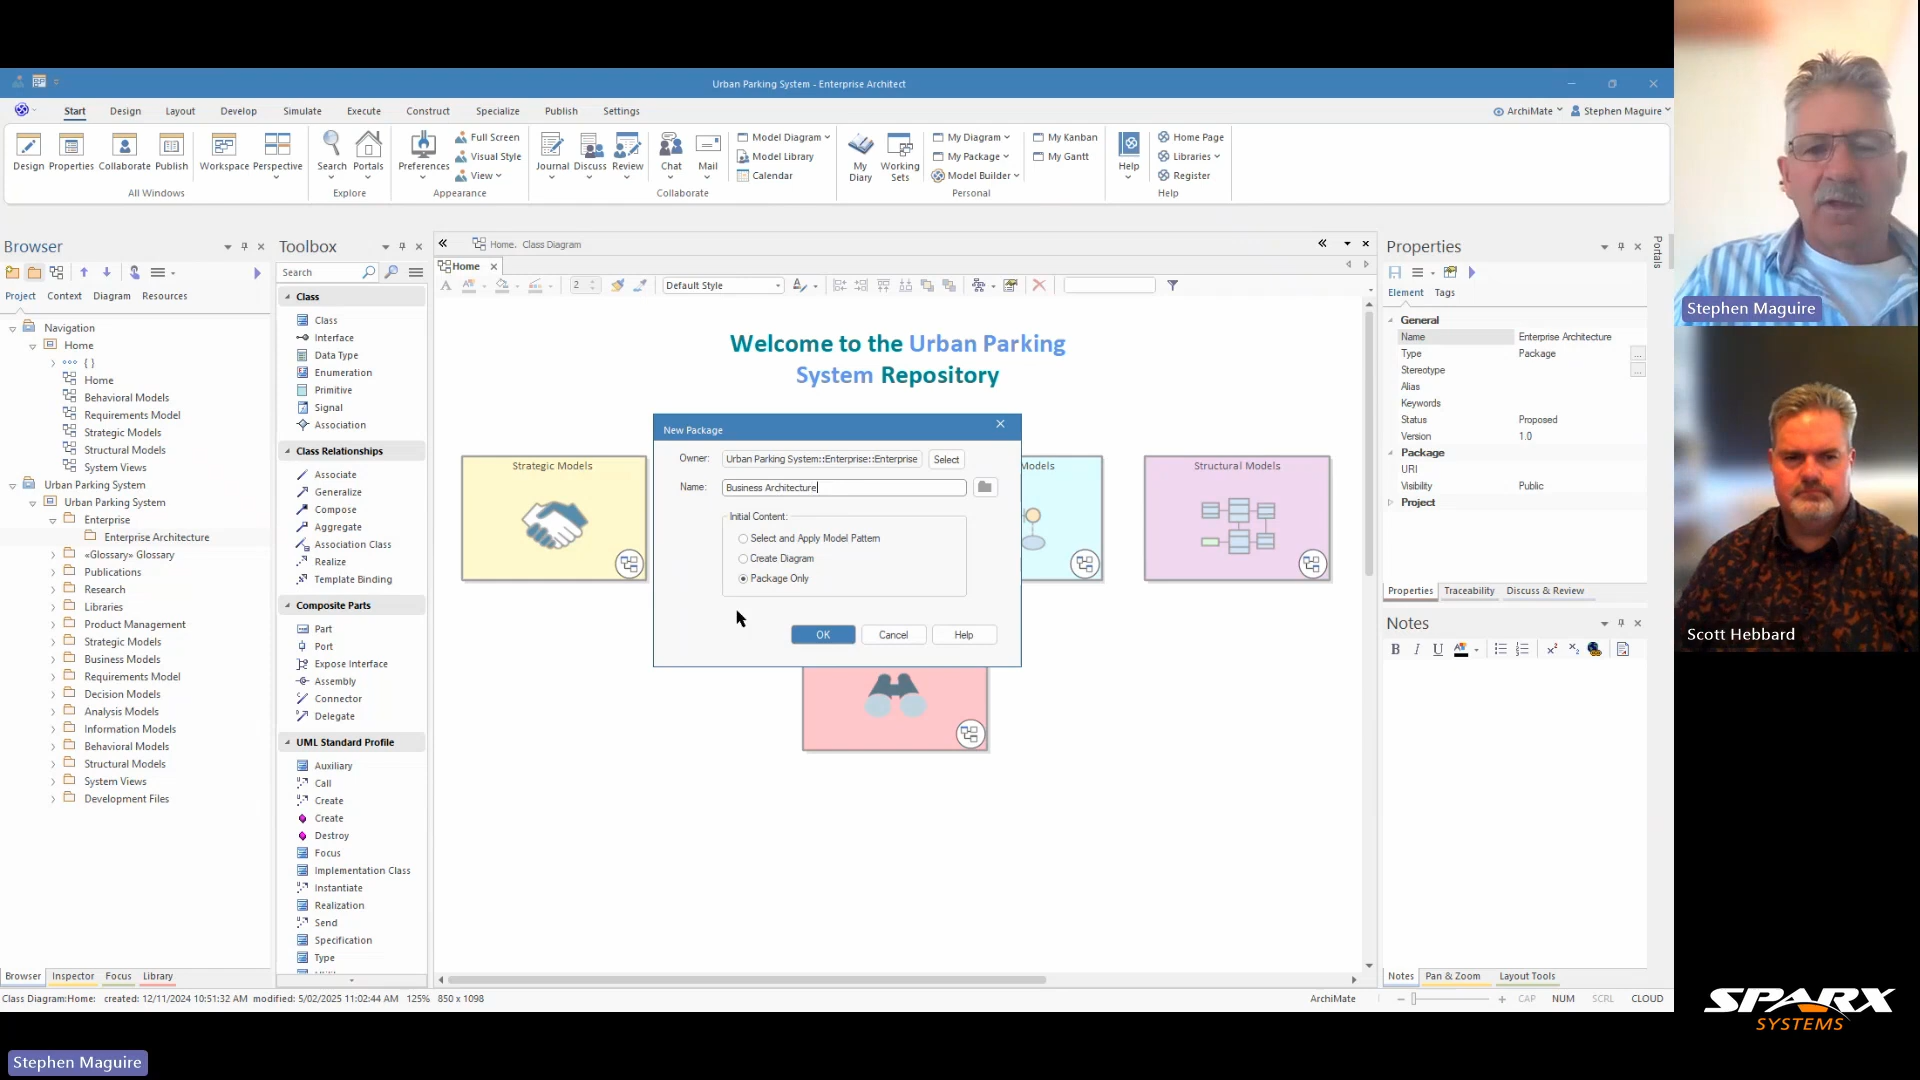 Urban Parking System - Enterprise Architect
Start Design Layout Develop Simulate Execute Construct Specialize Publish Settings
ArchiMate Stephen Maguire
Design Properties Collaborate Publish Workspace Perspective
All Windows
Search Portals
Explore
Preferences
Full Screen
Visual Style
View
Appearance
Journal Discuss Review Chat Mail
Model Diagram
Model Library
Calendar
Collaborate
My Diary
Working Sets
My Diagram
My Package
Model Builder
My Kanban
My Gantt
Personal
Help
Home Page
Libraries
Register
Help
Browser
Project Context Diagram Resources
Navigation
Home
{ }
Home
Behavioral Models
Requirements Model
Strategic Models
Structural Models
System Views
Urban Parking System
Urban Parking System
Enterprise
Enterprise Architecture
«Glossary» Glossary
Publications
Research
Libraries
Product Management
Strategic Models
Business Models
Requirements Model
Decision Models
Analysis Models
Information Models
Behavioral Models
Structural Models
System Views
Development Files
Browser Inspector Focus Library
Toolbox
Search
Class
Class
Interface
Data Type
Enumeration
Primitive
Signal
Association
Class Relationships
Associate
Generalize
Compose
Aggregate
Association Class
Realize
Template Binding
Composite Parts
Part
Port
Expose Interface
Assembly
Connector
Delegate
UML Standard Profile
Auxiliary
Call
Create
Create
Destroy
Focus
Implementation Class
Instantiate
Realization
Send
Specification
Type
Home. Class Diagram
Home
A 2 Default Style
Welcome to the Urban Parking
System Repository
Strategic Models
Models
Structural Models
New Package
Owner: Urban Parking System::Enterprise::Enterprise Select
Name: Business Architecture
Initial Content:
Select and Apply Model Pattern
Create Diagram
Package Only
OK Cancel Help
Properties
Element Tags
General
Name Enterprise Architecture
Type Package
Stereotype
Alias
Keywords
Status Proposed
Version 1.0
Package
URI
Visibility Public
Project
Properties Traceability Discuss & Review
Notes
B I U
Notes Pan & Zoom Layout Tools
Portals
Class Diagram:Home: created: 12/11/2024 10:51:32 AM modified: 5/02/2025 11:02:44 AM 125% 850 x 1098
ArchiMate CAP NUM SCRL CLOUD
Stephen Maguire
Scott Hebbard
SPARX
SYSTEMS
Stephen Maguire